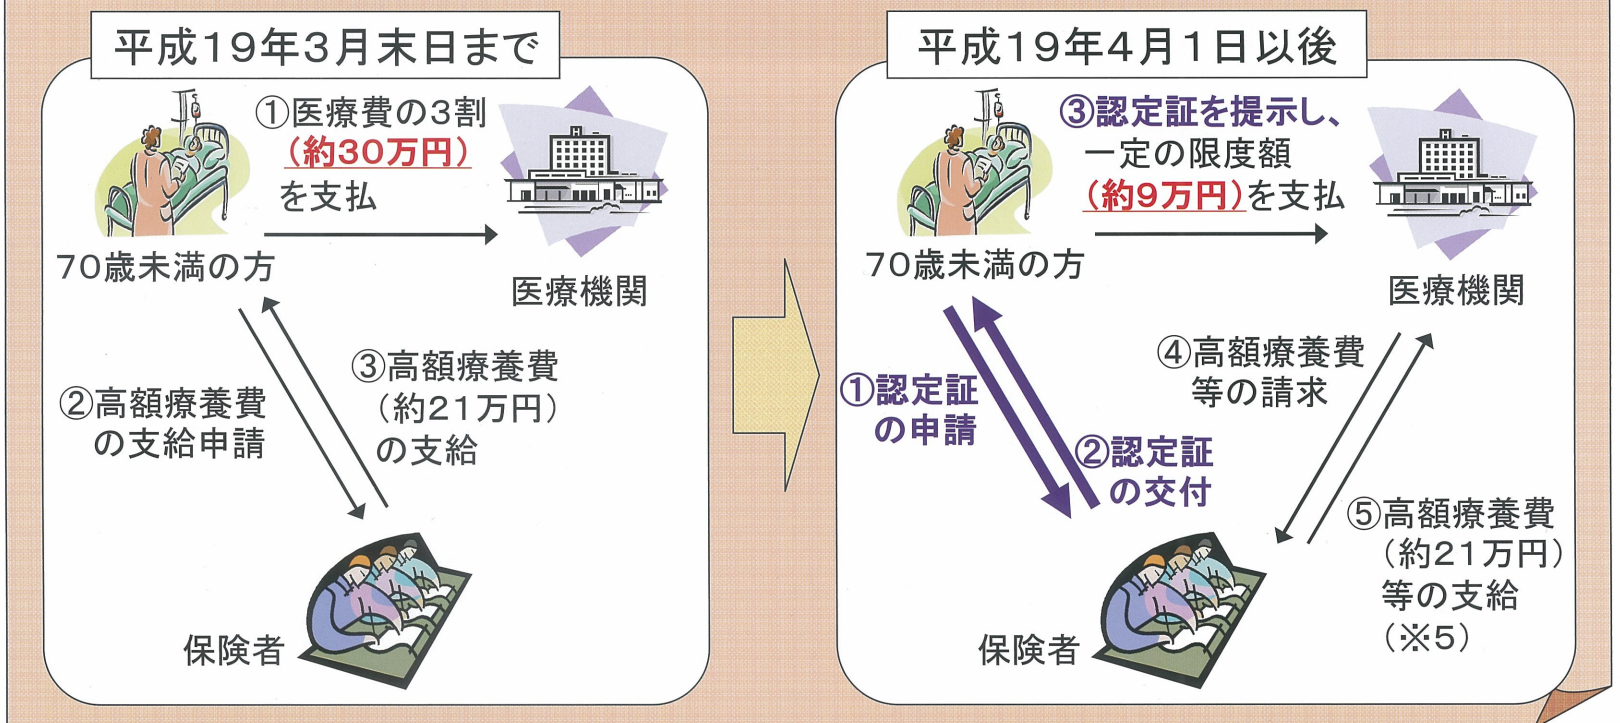 平成19年3月末日まで
①医療費の3割
(約30万円)
を支払
70歳未満の方
医療機関
②高額療養費
の支給申請
③高額療養費
(約21万円)
の支給
保険者
平成19年4月1日以後
③認定証を提示し、
一定の限度額
(約9万円)を支払
70歳未満の方
医療機関
①認定証
の申請
②認定証
の交付
④高額療養費
等の請求
⑤高額療養費
(約21万円)
等の支給
(※5)
保険者